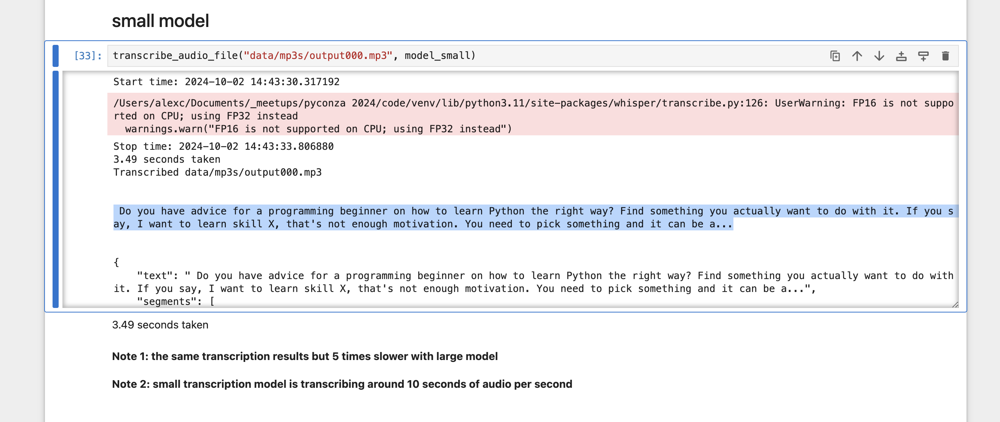 small model
[33]: transcribe_audio_file("data/mp3s/output000.mp3", model_small)
Start time: 2024-10-02 14:43:30.317192
/Users/alexc/Documents/_meetups/pyconza 2024/code/venv/lib/python3.11/site-packages/whisper/transcribe.py:126: UserWarning: FP16 is not suppo
rted on CPU; using FP32 instead
  warnings.warn("FP16 is not supported on CPU; using FP32 instead")
Stop time: 2024-10-02 14:43:33.806880
3.49 seconds taken
Transcribed data/mp3s/output000.mp3
 Do you have advice for a programming beginner on how to learn Python the right way? Find something you actually want to do with it. If you s
ay, I want to learn skill X, that's not enough motivation. You need to pick something and it can be a...
{
    "text": " Do you have advice for a programming beginner on how to learn Python the right way? Find something you actually want to do with
it. If you say, I want to learn skill X, that's not enough motivation. You need to pick something and it can be a...",
    "segments": [
3.49 seconds taken
Note 1: the same transcription results but 5 times slower with large model
Note 2: small transcription model is transcribing around 10 seconds of audio per second